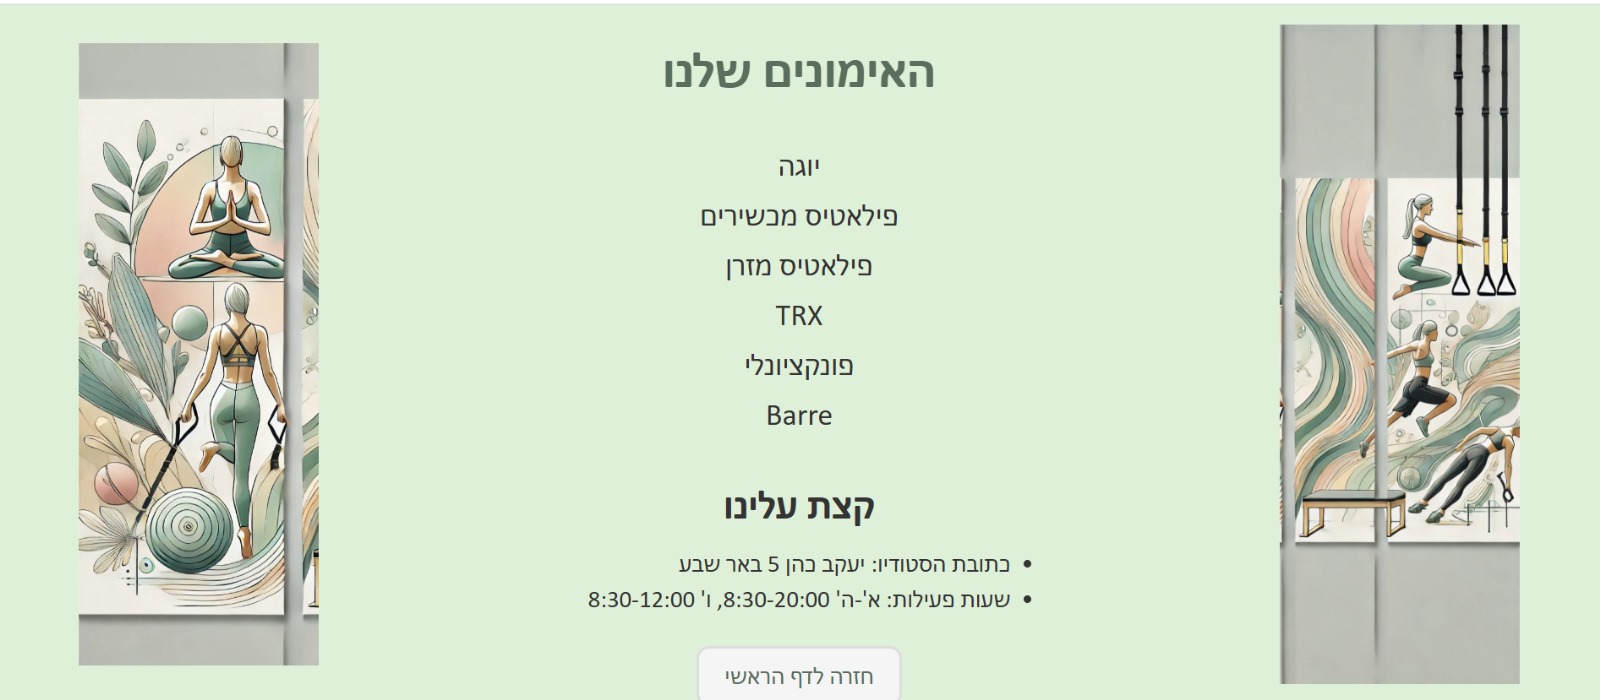 האימונים שלנו
יוגה
פילאטיס מכשירים
פילאטיס מזרן
TRX
פונקציונלי
Barre
קצת עלינו
• כתובת הסטודיו: יעקב כהן 5 באר שבע
• שעות פעילות: א'-ה' 8:30-20:00, ו' 8:30-12:00
חזרה לדף הראשי